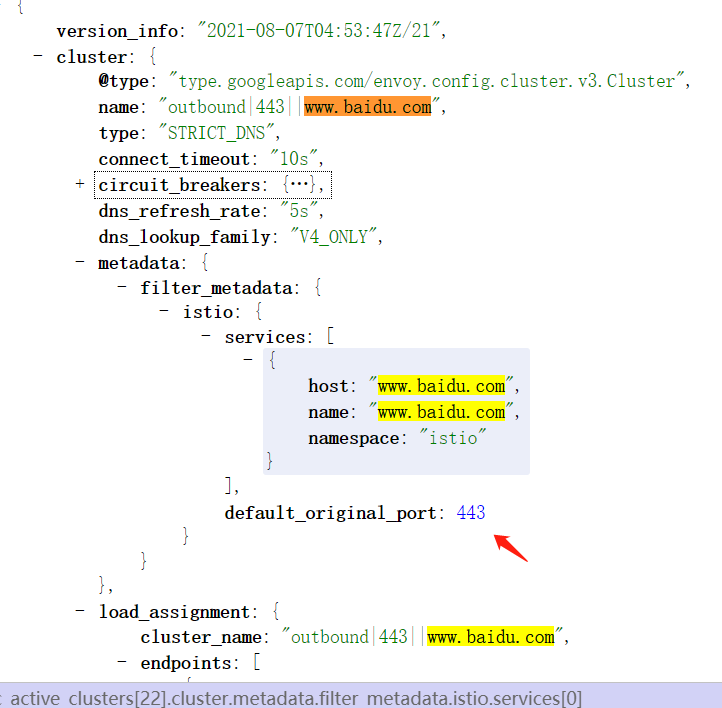 {
version_info: "2021-08-07T04:53:47Z/21",
- cluster: {
@type: "type.googleapis.com/envoy.config.cluster.v3.Cluster",
name: "outbound|443||www.baidu.com",
type: "STRICT_DNS",
connect_timeout: "10s",
+ circuit_breakers: {…},
dns_refresh_rate: "5s",
dns_lookup_family: "V4_ONLY",
- metadata: {
- filter_metadata: {
- istio: {
- services: [
- {
host: "www.baidu.com",
name: "www.baidu.com",
namespace: "istio"
}
],
default_original_port: 443
}
}
},
- load_assignment: {
cluster_name: "outbound|443||www.baidu.com",
- endpoints: [
active_clusters[22].cluster.metadata.filter_metadata.istio.services[0]